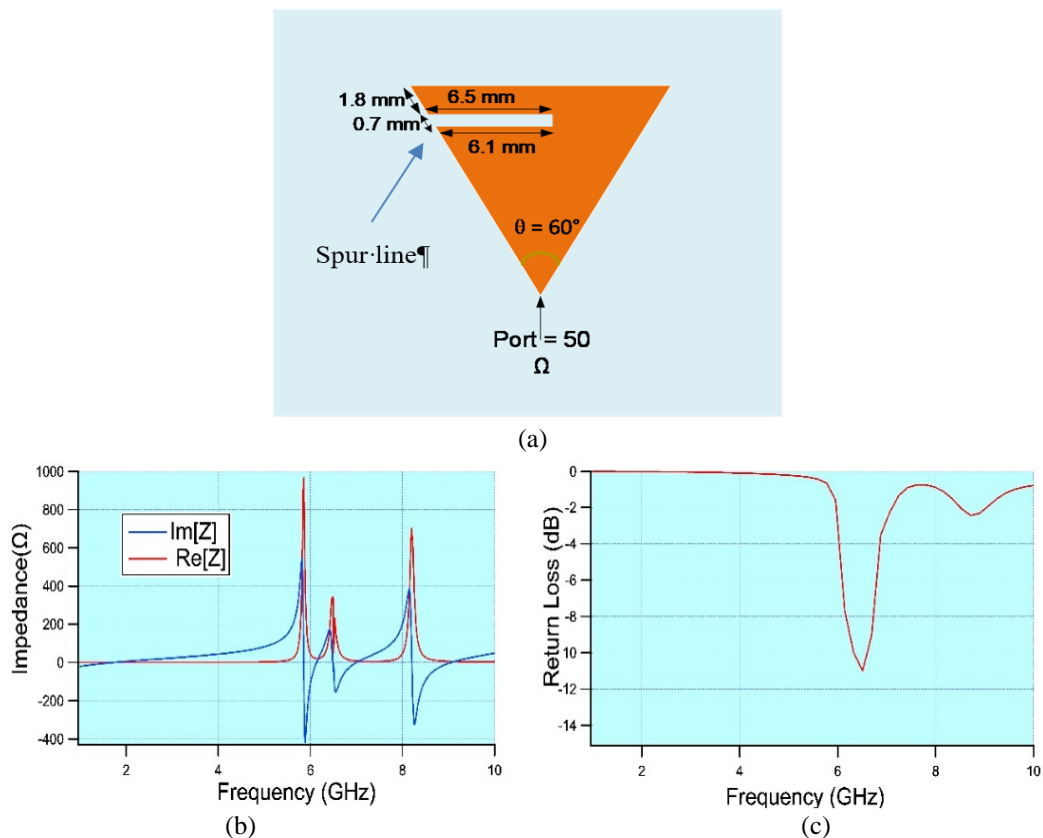 1.8 mm
6.5 mm
0.7 mm
6.1 mm
θ = 60°
Spur·line¶
Port = 50
Ω
(a)
Impedance(Ω)
1000
800
600
400
200
0
-200
-400
Im[Z]
Re[Z]
2 4 6 8 10
Frequency (GHz)
(b)
Return Loss (dB)
0
-2
-4
-6
-8
-10
-12
-14
2 4 6 8 10
Frequency (GHz)
(c)